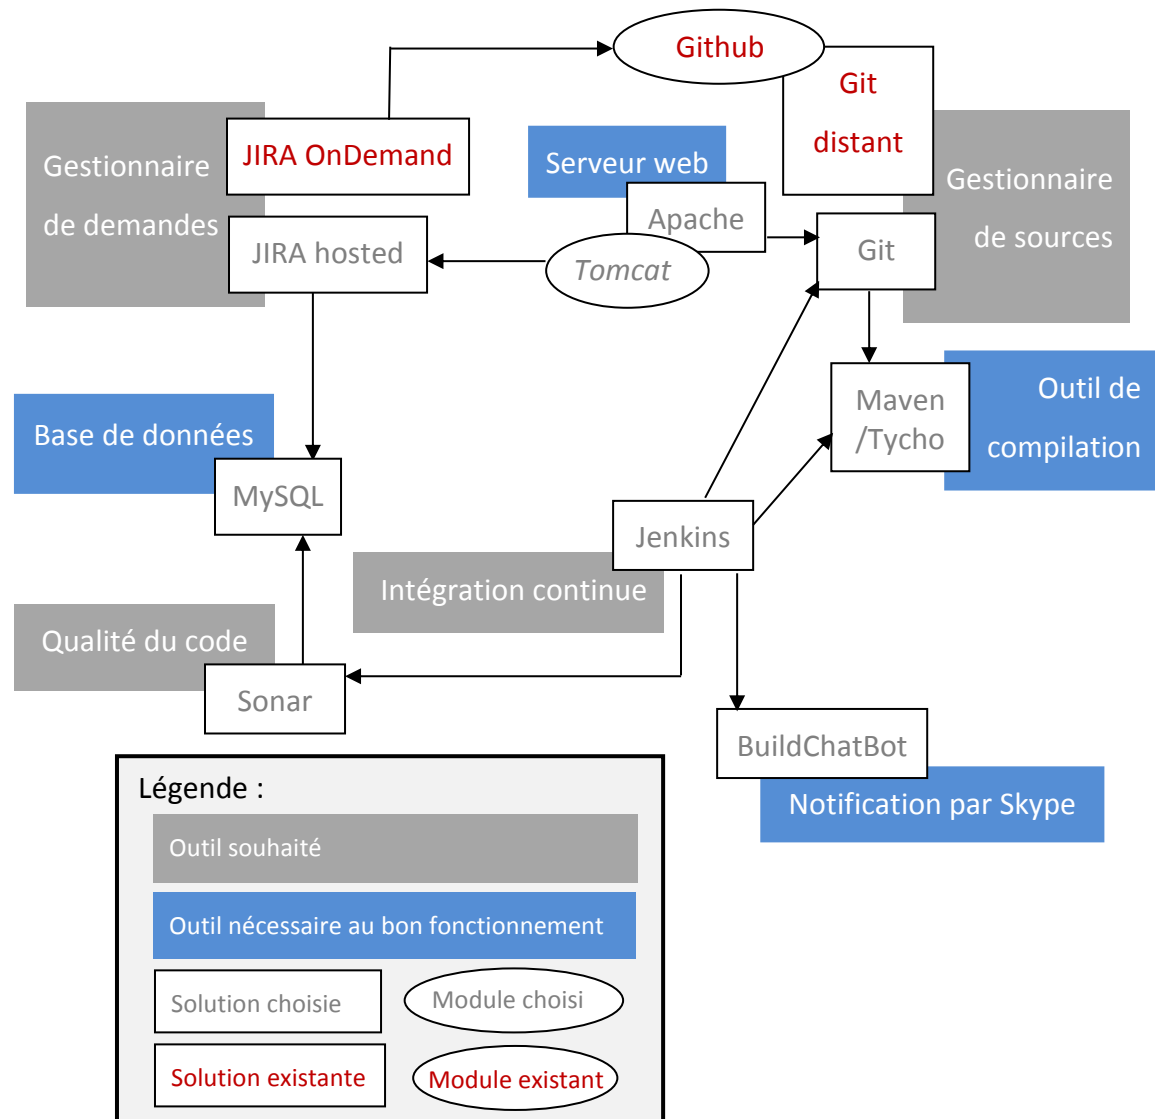 Github
Git
distant
JIRA OnDemand
Gestionnaire
de demandes
Serveur web
Gestionnaire
de sources
Apache
JIRA hosted
Tomcat
Git
Maven
/Tycho
Outil de
compilation
Base de données
MySQL
Jenkins
Intégration continue
Qualité du code
Sonar
BuildChatBot
Notification par Skype
Légende :
Outil souhaité
Outil nécessaire au bon fonctionnement
Solution choisie
Module choisi
Solution existante
Module existant